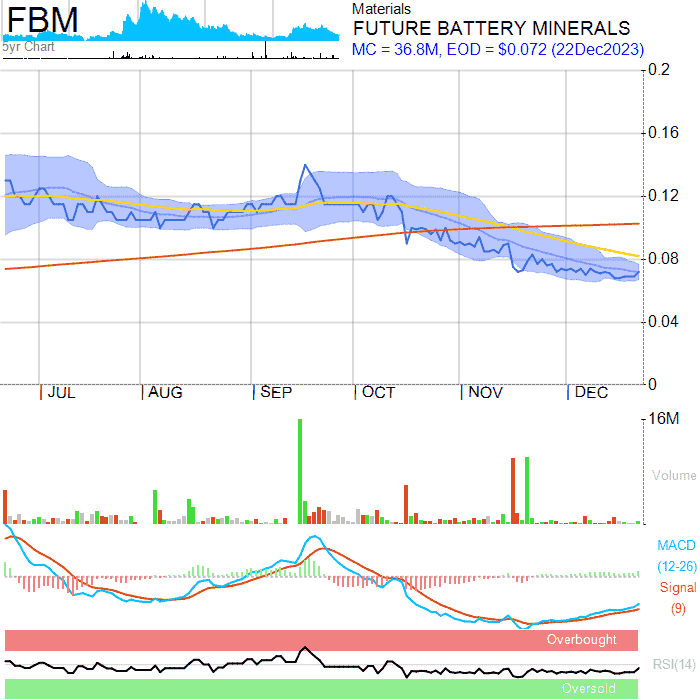 FBM
5yr Chart
Materials
FUTURE BATTERY MINERALS
MC = 36.8M, EOD = $0.072 (22Dec2023)
0.2
0.16
0.12
0.08
0.04
0
JUL AUG SEP OCT NOV DEC
16M
Volume
MACD
(12-26)
Signal
(9)
Overbought
RSI(14)
Oversold